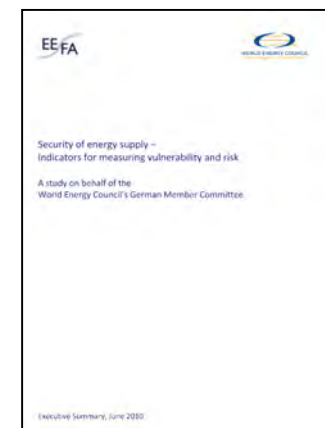 EEFA
WORLD ENERGY COUNCIL
Security of energy supply –
Indicators for measuring vulnerability and risk
A study on behalf of the
World Energy Council's German Member Committee
Executive Summary, June 2010